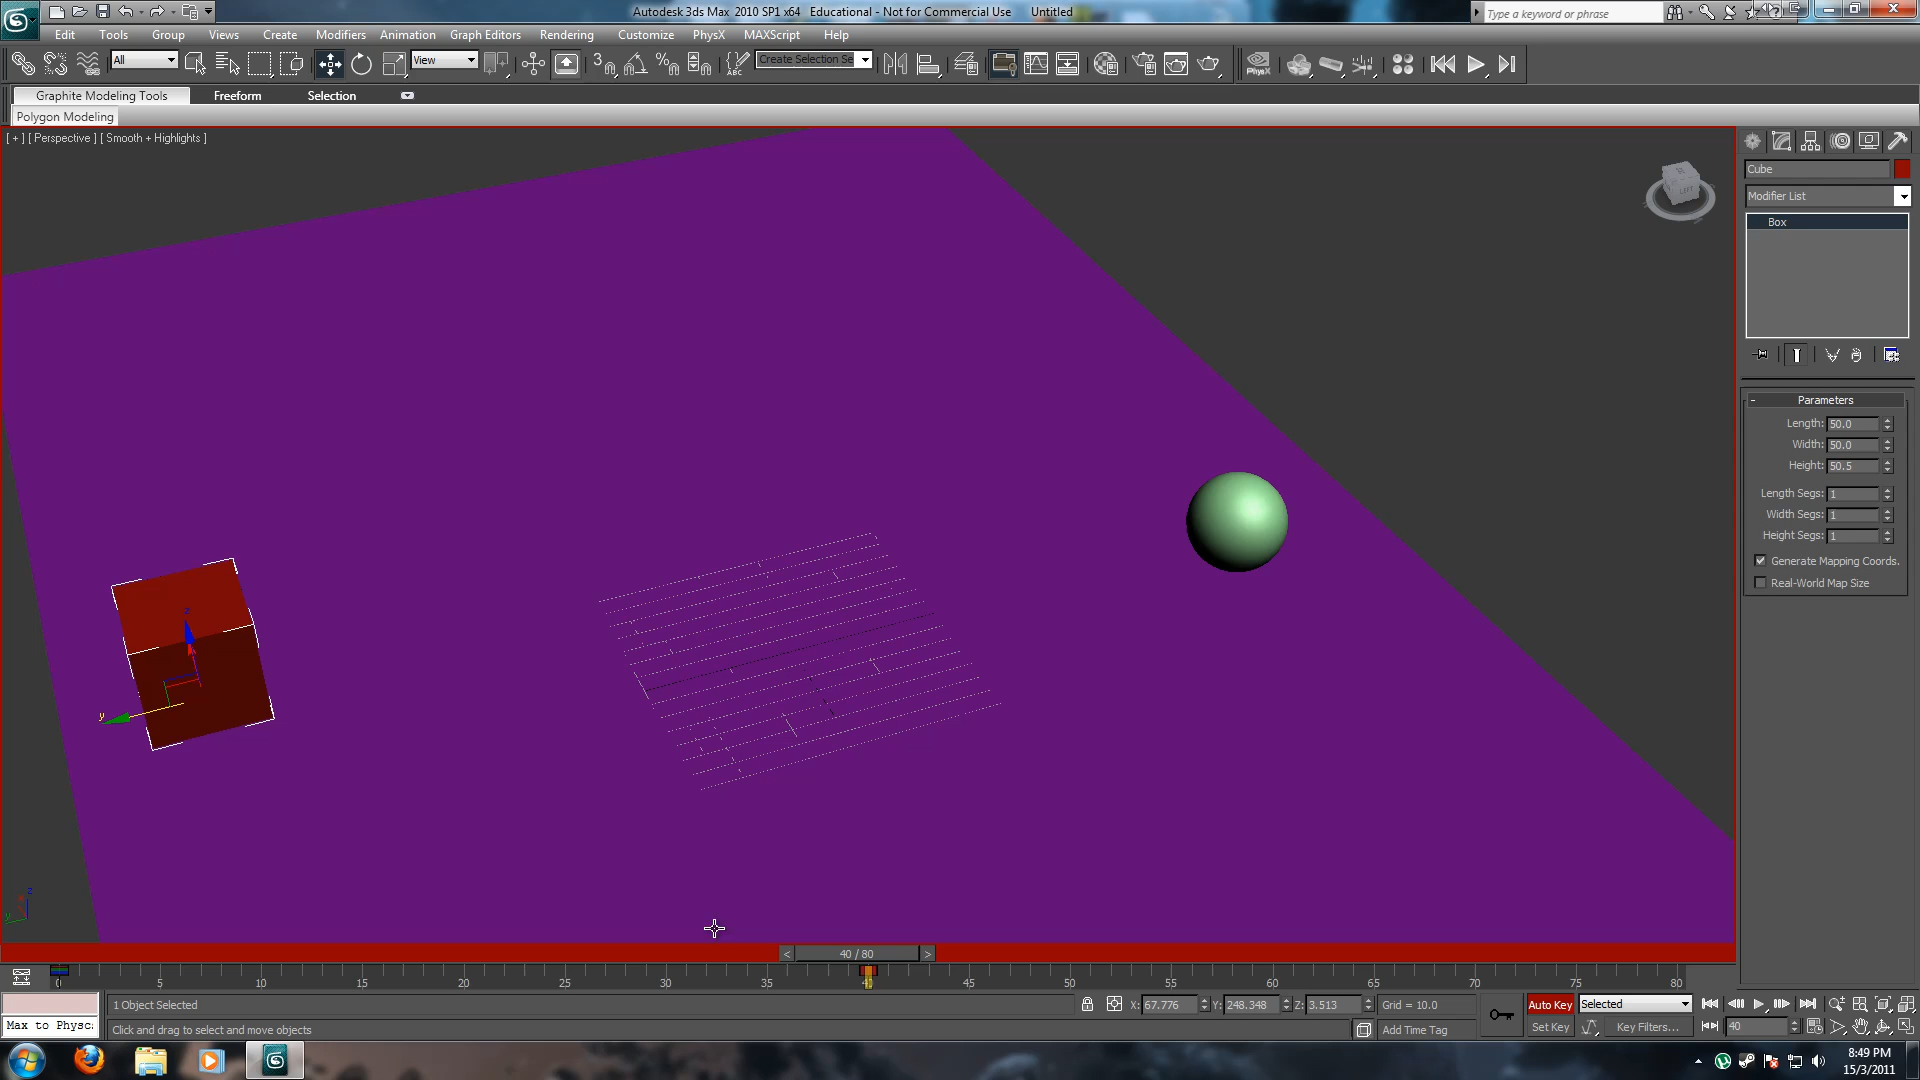 Autodesk 3ds Max 2010 SP1 x64 Educational - Not for Commercial Use Untitled
Type a keyword or phrase
Edit Tools Group Views Create Modifiers Animation Graph Editors Rendering Customize PhysX MAXScript Help
All
View
Create Selection Se
Graphite Modeling Tools Freeform Selection
Polygon Modeling
[ + ] [ Perspective ] [ Smooth + Highlights ]
LEFT
Cube
Modifier List
Box
Parameters
Length: 50.0
Width: 50.0
Height: 50.5
Length Segs: 1
Width Segs: 1
Height Segs: 1
Generate Mapping Coords.
Real-World Map Size
z
y
z
y
< 40 / 80 >
0 5 10 15 20 25 30 35 40 45 50 55 60 65 70 75 80
1 Object Selected
X: 67.776 Y: 248.348 Z: 3.513 Grid = 10.0
Auto Key Selected
Max to Physc:
Click and drag to select and move objects
Add Time Tag
Set Key Key Filters... 40
8:49 PM
15/3/2011